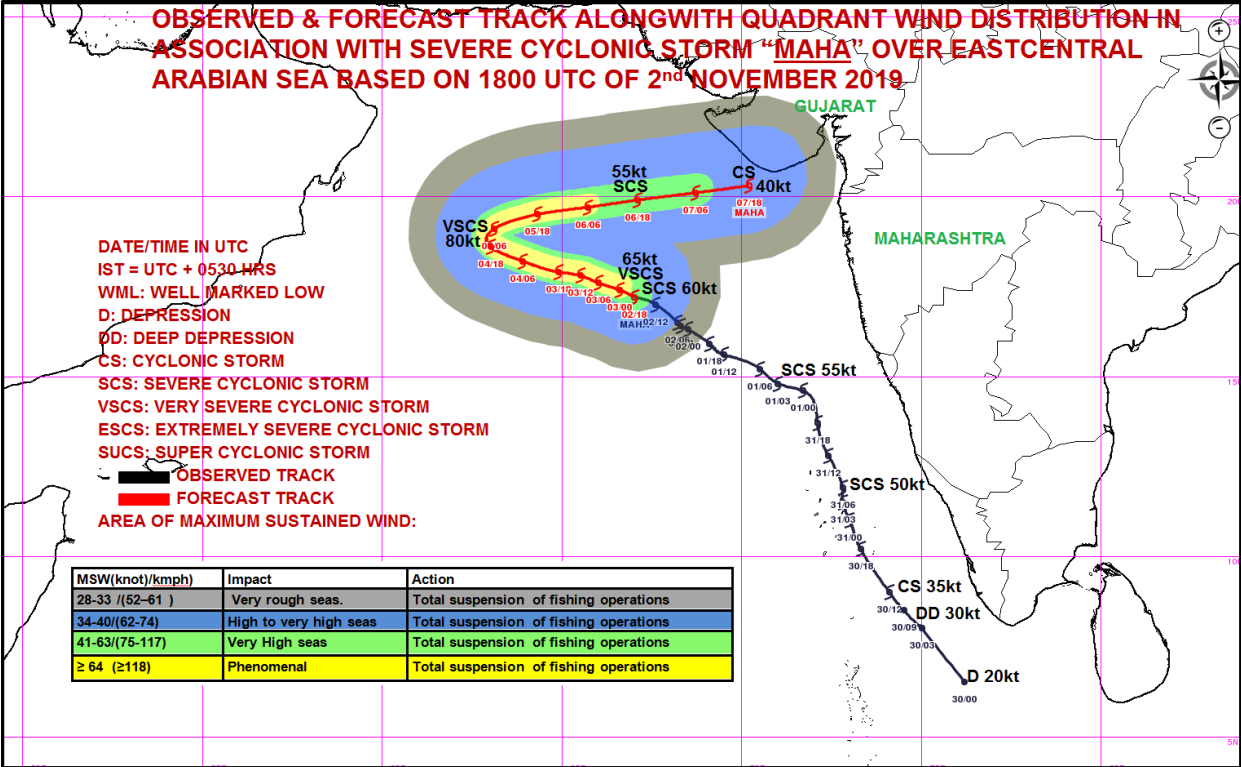 OBSERVED & FORECAST TRACK ALONGWITH QUADRANT WIND DISTRIBUTION IN
ASSOCIATION WITH SEVERE CYCLONIC STORM “MAHA” OVER EASTCENTRAL
ARABIAN SEA BASED ON 1800 UTC OF 2nd NOVEMBER 2019
GUJARAT
MAHARASHTRA
55kt
SCS
CS
40kt
07/18
MAHA
07/06
06/18
06/06
05/18
VSCS
80kt
04/18
04/06
03/12
03/06
03/00
02/18
65kt
VSCS
SCS 60kt
02/12
02/00
01/18
01/12
SCS 55kt
01/06
01/03
01/00
31/18
31/12
SCS 50kt
31/06
31/03
31/00
30/18
CS 35kt
30/12
DD 30kt
30/09
30/03
D 20kt
30/00
DATE/TIME IN UTC
IST = UTC + 0530 HRS
WML: WELL MARKED LOW
D: DEPRESSION
DD: DEEP DEPRESSION
CS: CYCLONIC STORM
SCS: SEVERE CYCLONIC STORM
VSCS: VERY SEVERE CYCLONIC STORM
ESCS: EXTREMELY SEVERE CYCLONIC STORM
SUCS: SUPER CYCLONIC STORM
OBSERVED TRACK
FORECAST TRACK
AREA OF MAXIMUM SUSTAINED WIND:
MSW(knot)/kmph) Impact Action
28-33 /(52–61 ) Very rough seas. Total suspension of fishing operations
34-40/(62-74) High to very high seas Total suspension of fishing operations
41-63/(75-117) Very High seas Total suspension of fishing operations
≥ 64 (≥118) Phenomenal Total suspension of fishing operations
5N